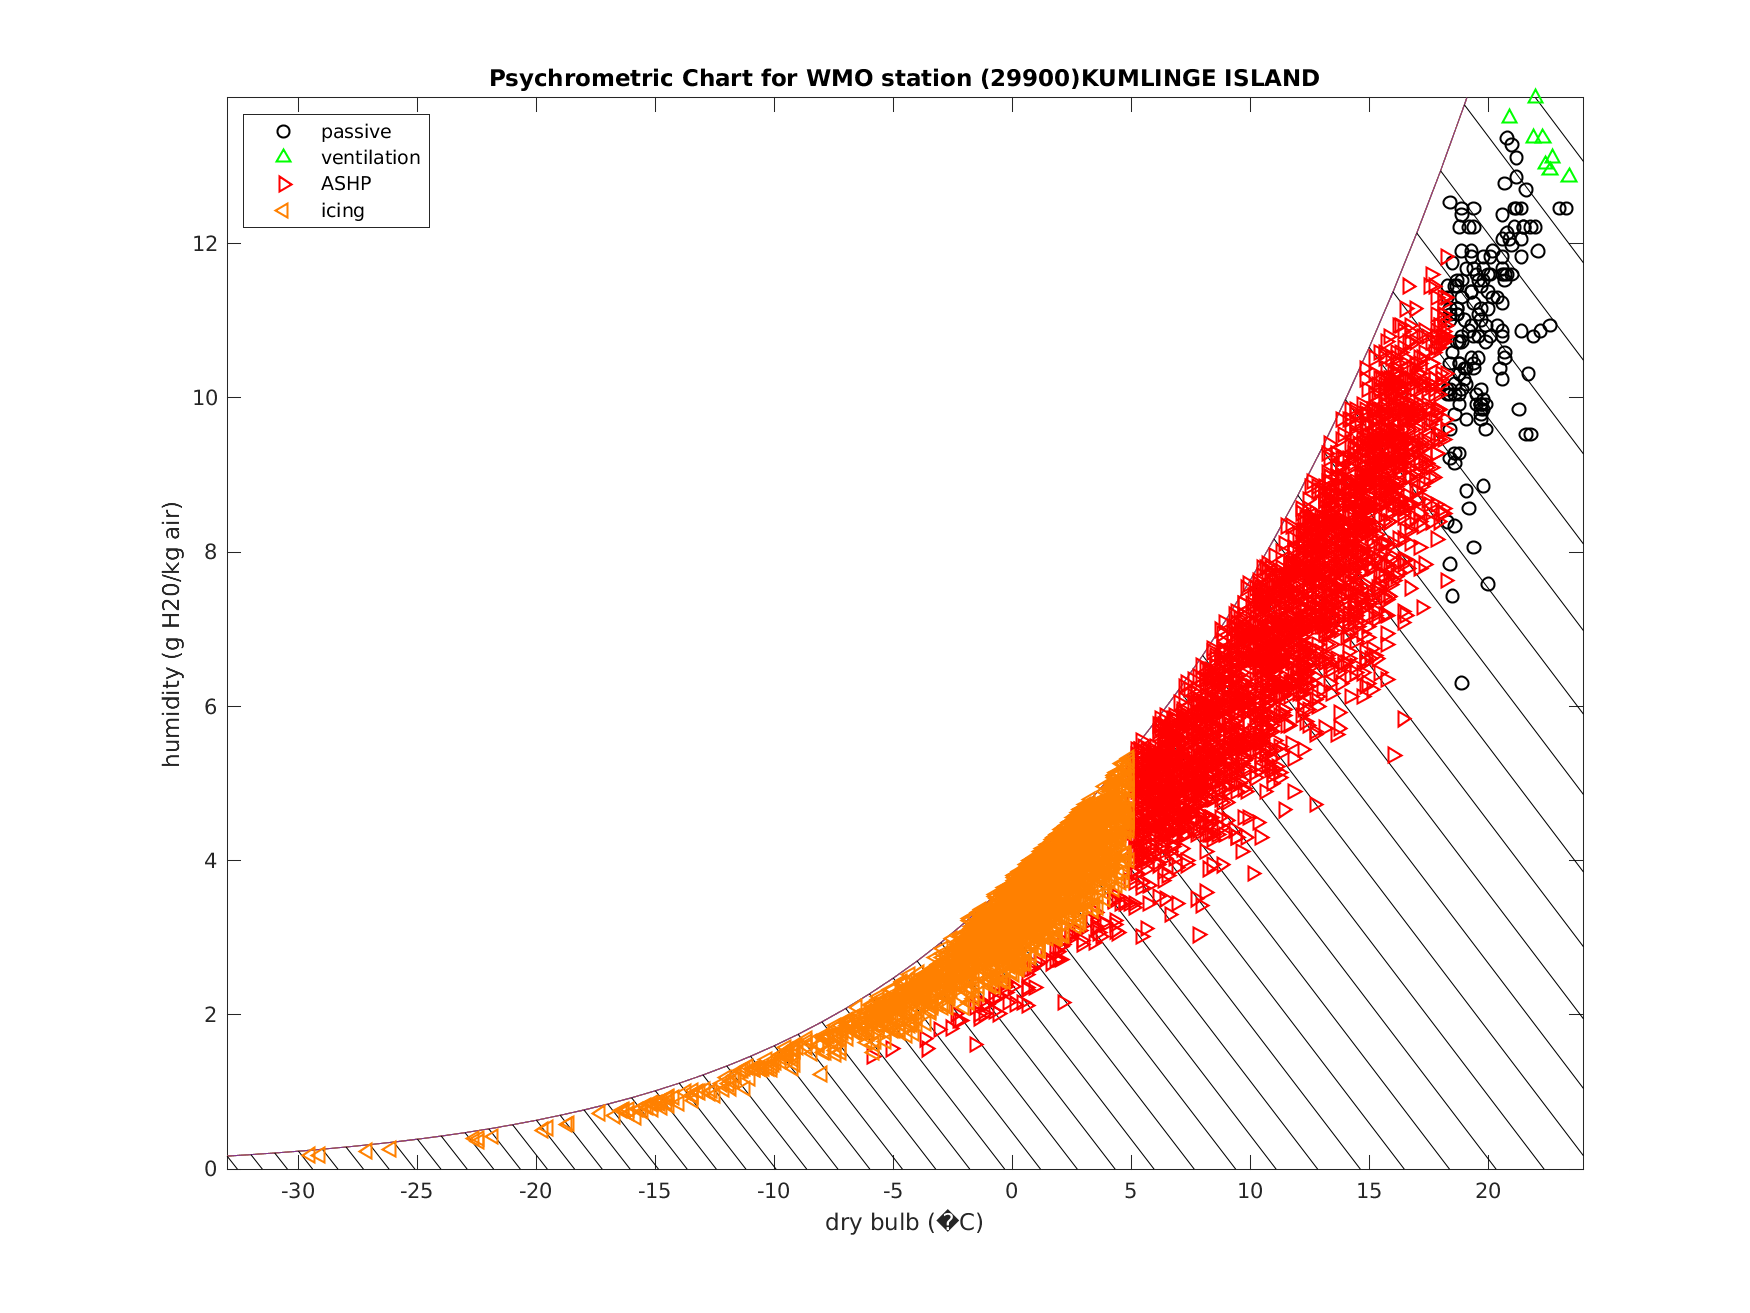 Psychrometric Chart for WMO station (29900)KUMLINGE ISLAND
passive
ventilation
ASHP
icing
humidity (g H20/kg air)
12
10
8
6
4
2
0
-30 -25 -20 -15 -10 -5 0 5 10 15 20
dry bulb (�C)